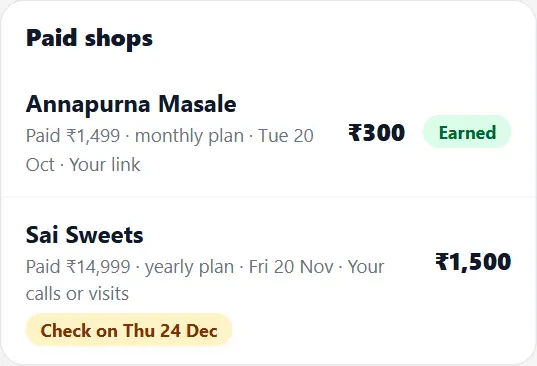 Paid shops
Annapurna Masale
Paid ₹1,499 · monthly plan · Tue 20
Oct · Your link
₹300
Earned
Sai Sweets
Paid ₹14,999 · yearly plan · Fri 20 Nov · Your
calls or visits
₹1,500
Check on Thu 24 Dec